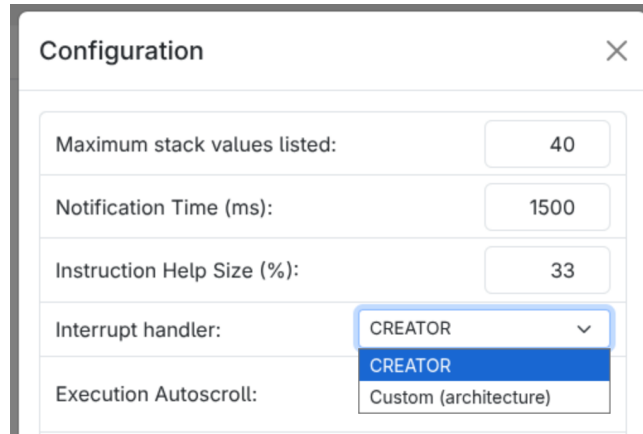 Configuration
Maximum stack values listed: 40
Notification Time (ms): 1500
Instruction Help Size (%): 33
Interrupt handler: CREATOR
CREATOR
Execution Autoscroll: Custom (architecture)